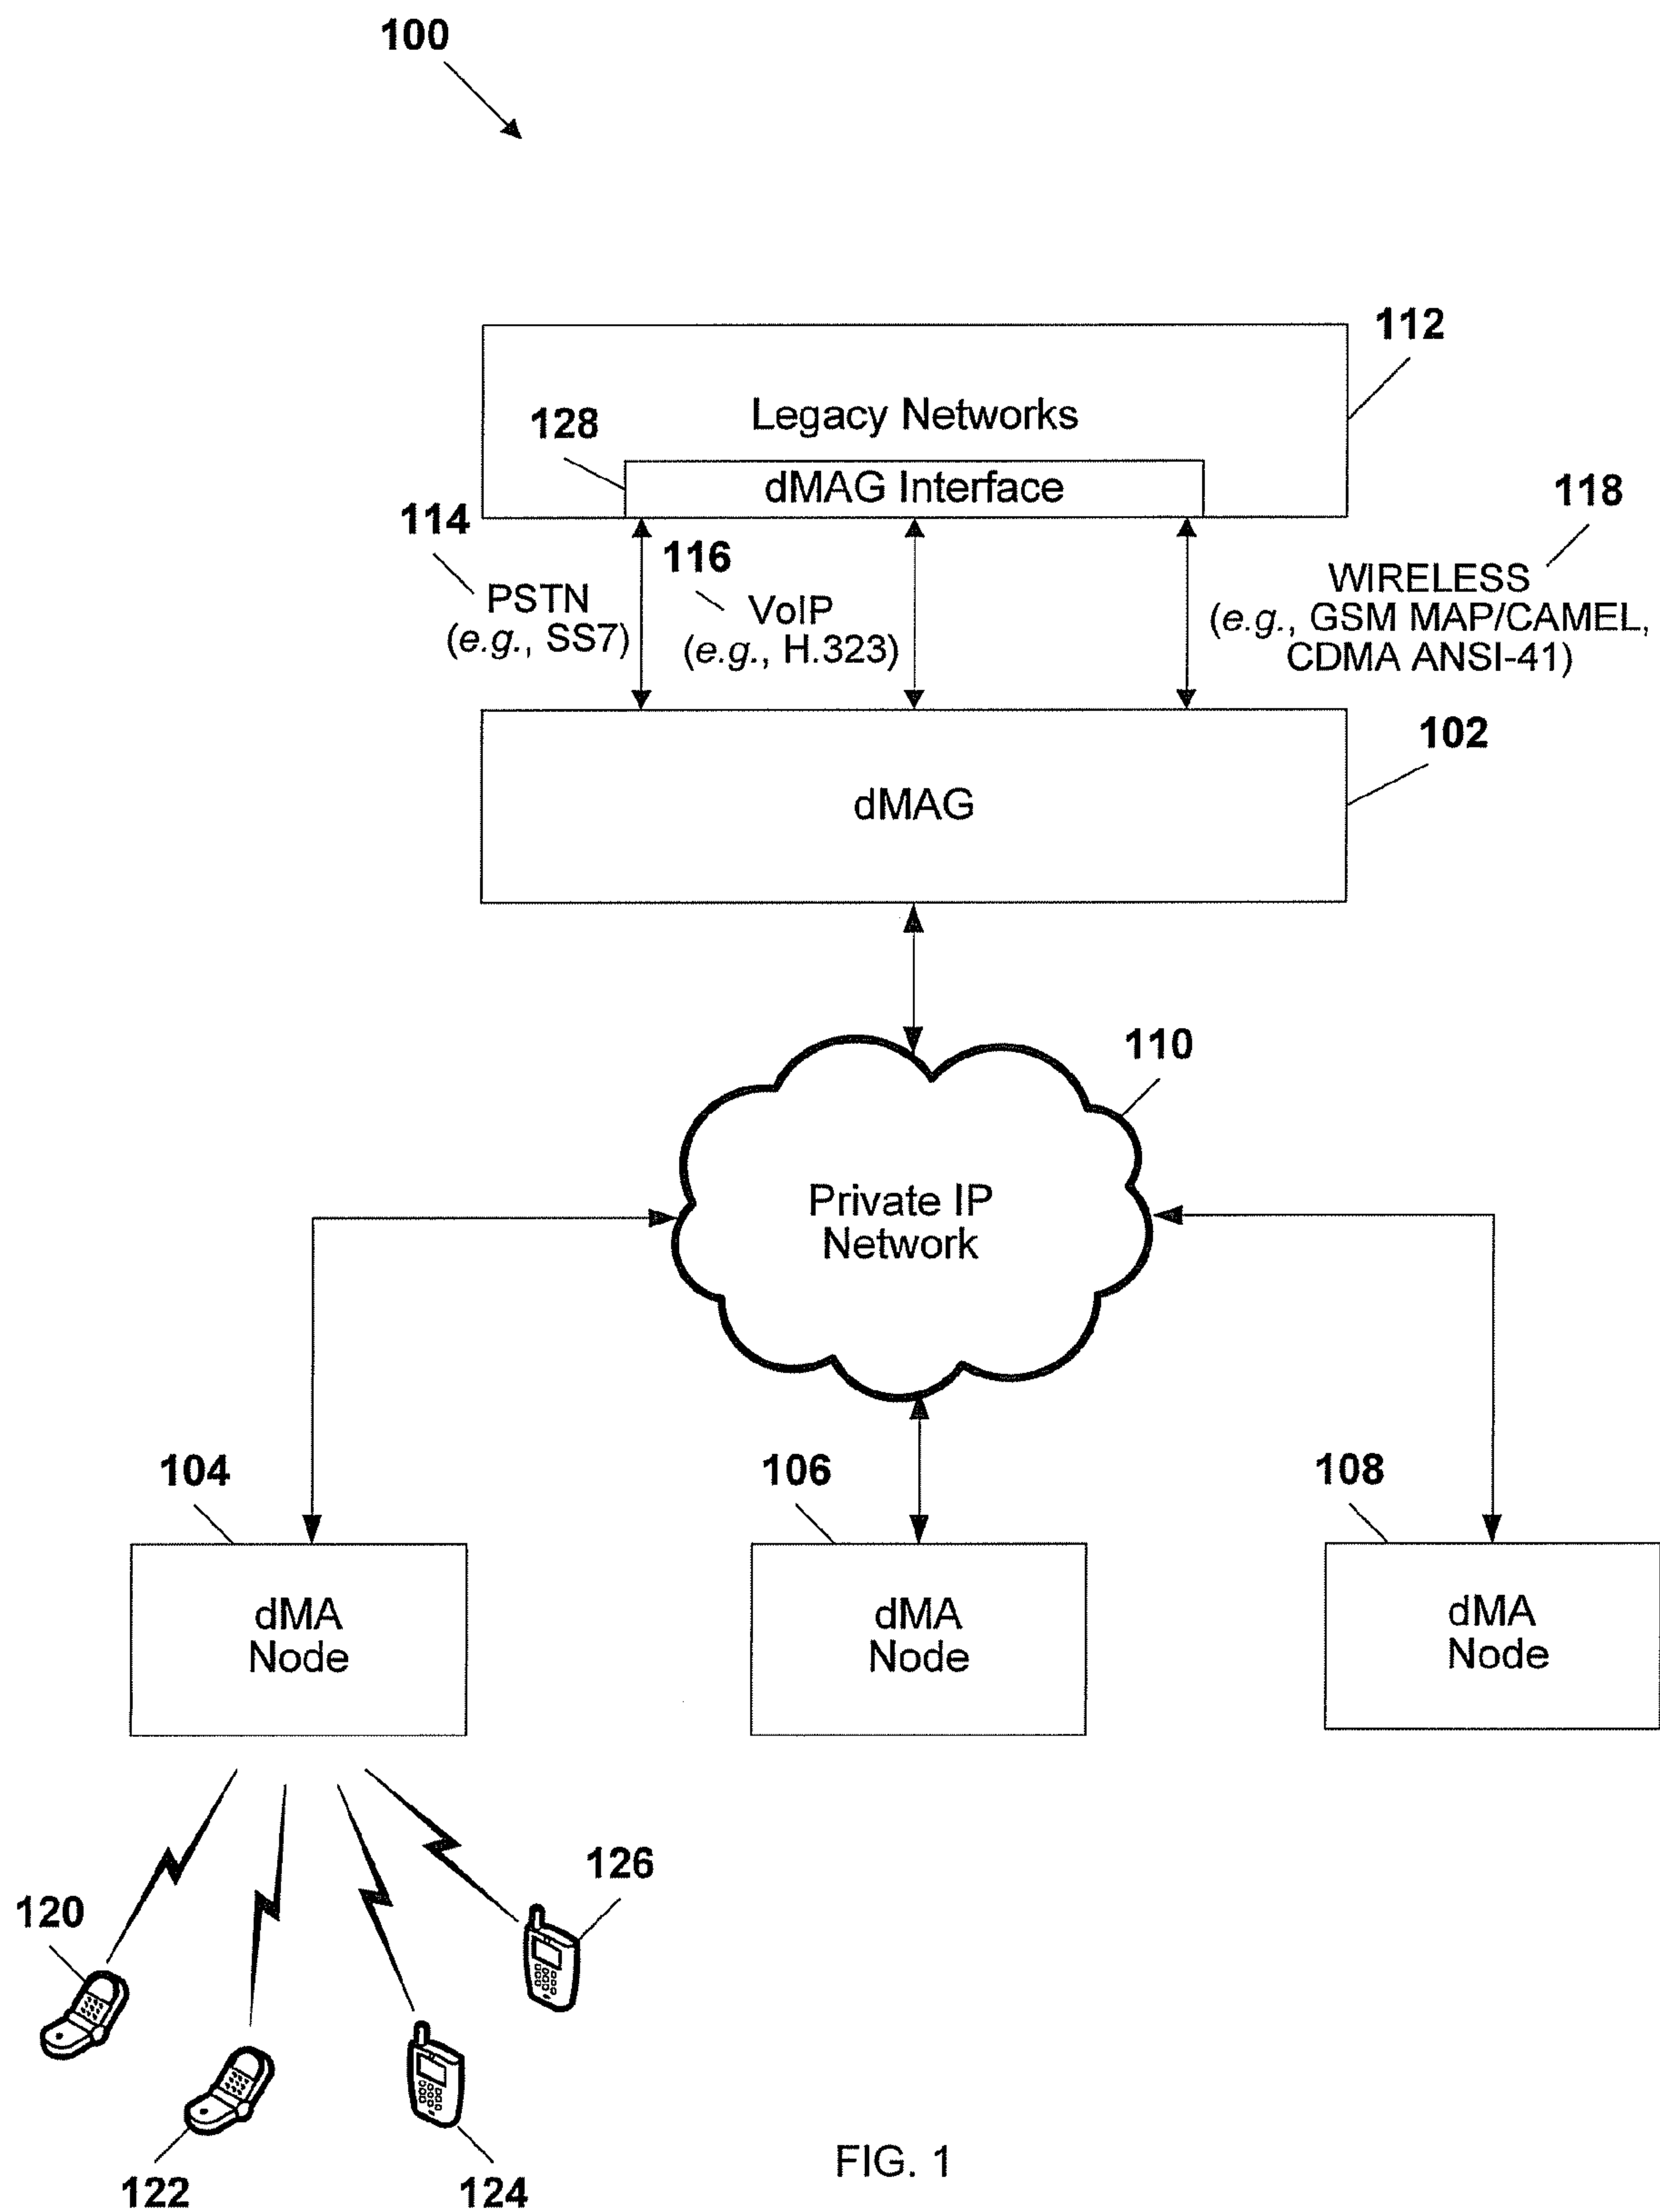 100
112
Legacy Networks
128
dMAG Interface
118
114
116
WIRELESS
(e.g., GSM MAP/CAMEL,
CDMA ANSI-41)
PSTN
(e.g., SS7)
VoIP
(e.g., H.323)
102
dMAG
110
Private IP
Network
104
106
108
dMA
Node
dMA
Node
dMA
Node
126
120
122
124
FIG. 1